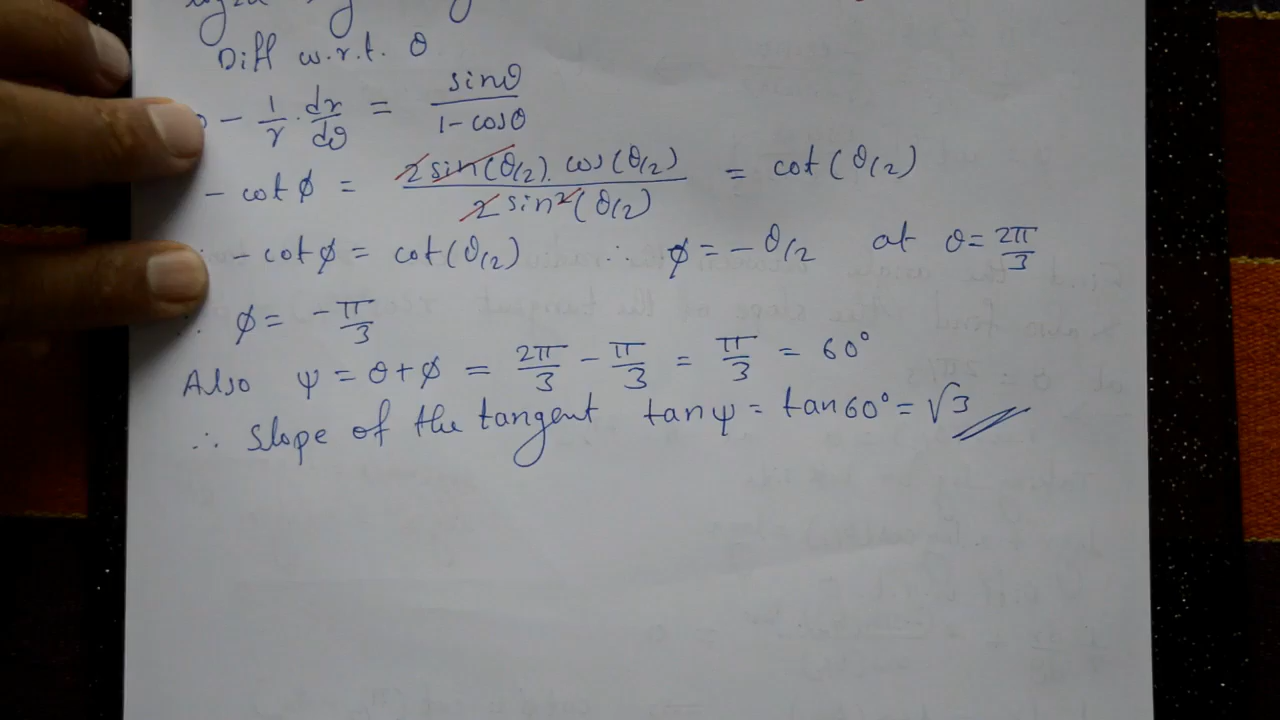 Diff w.r.t. θ
0 - 1/r . dr/dθ = sinθ / 1-cosθ
- cot ϕ = 2 sin(θ/2). cos(θ/2) / 2 sin²(θ/2) = cot(θ/2)
∴ - cot ϕ = cot(θ/2) ∴ ϕ = - θ/2 at θ = 2π/3
∴ ϕ = - π/3
Also ψ = θ + ϕ = 2π/3 - π/3 = π/3 = 60°
∴ Slope of the tangent tan ψ = tan 60° = √3